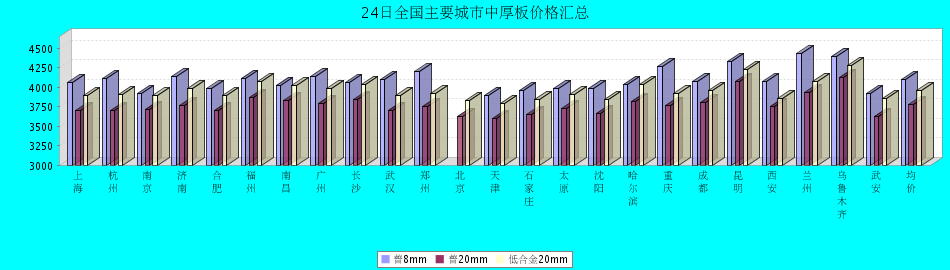 24日全国主要城市中厚板价格汇总
4500
4250
4000
3750
3500
3250
3000
上海
杭州
南京
济南
合肥
福州
南昌
广州
长沙
武汉
郑州
北京
天津
石家庄
太原
沈阳
哈尔滨
重庆
成都
昆明
西安
兰州
乌鲁木齐
武安
均价
普8mm
普20mm
低合金20mm